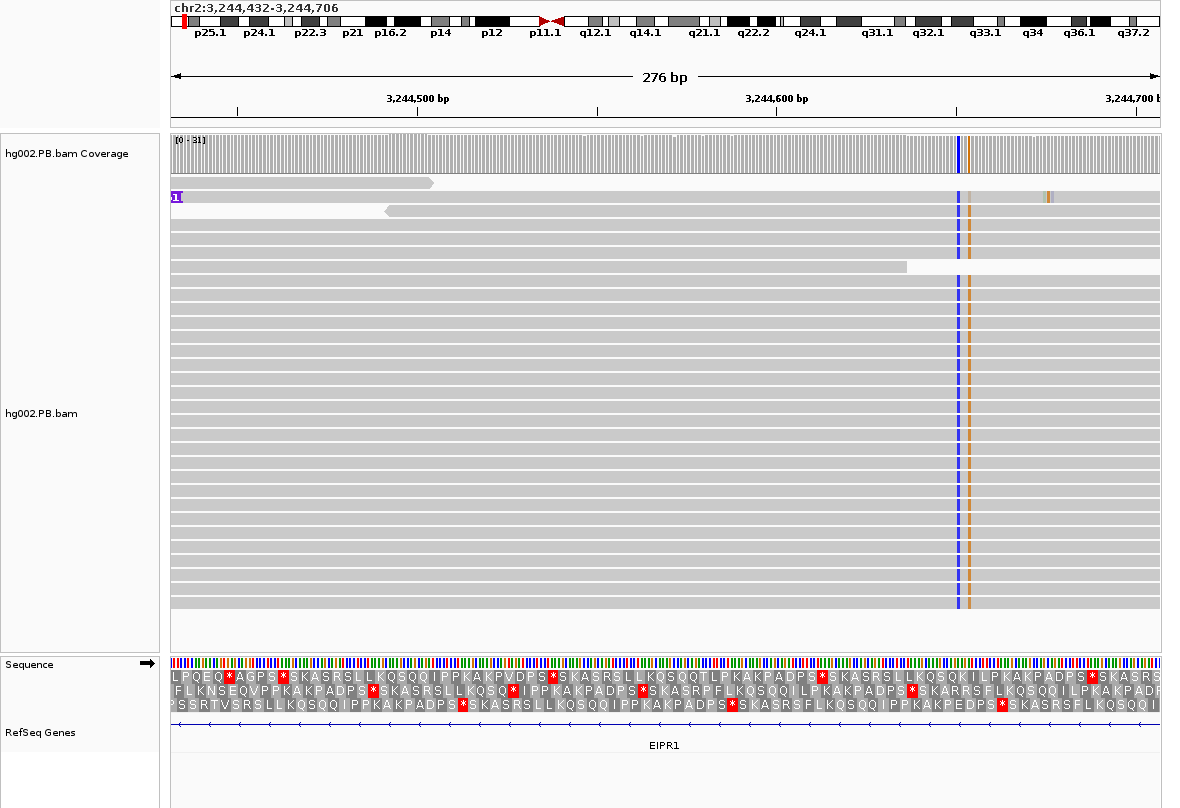 chr2:3,244,432-3,244,706
p25.1 p24.1 p22.3 p21 p16.2 p14 p12 p11.1 q12.1 q14.1 q21.1 q22.2 q24.1 q31.1 q32.1 q33.1 q34 q36.1 q37.2
276 bp
3,244,500 bp 3,244,600 bp 3,244,700 b
hg002.PB.bam Coverage
[0 - 31]
1
hg002.PB.bam
Sequence
LPQEQ*AGPS*SKASRSLLKQSQQIPPKAKPVDPS*SKASRSLLKQSQQTLPKAKPADPS*SKASRSLLKQSQKILPKAKPADPS*SKASRS
FLKNSEQVPPKAKPADPS*SKASRSLLKQSQ*IPPKAKPADPS*SKASRPFLKQSQQILPKAKPADPS*SKARRSFLKQSQQILPKAKPADP
PSSRTVSRSLLKQSQQIPPKAKPADPS*SKASRSLLKQSQQIPPKAKPADPS*SKASRSFLKQSQQIPPKAKPEDPS*SKASRSFLKQSQQI
RefSeq Genes
EIPR1